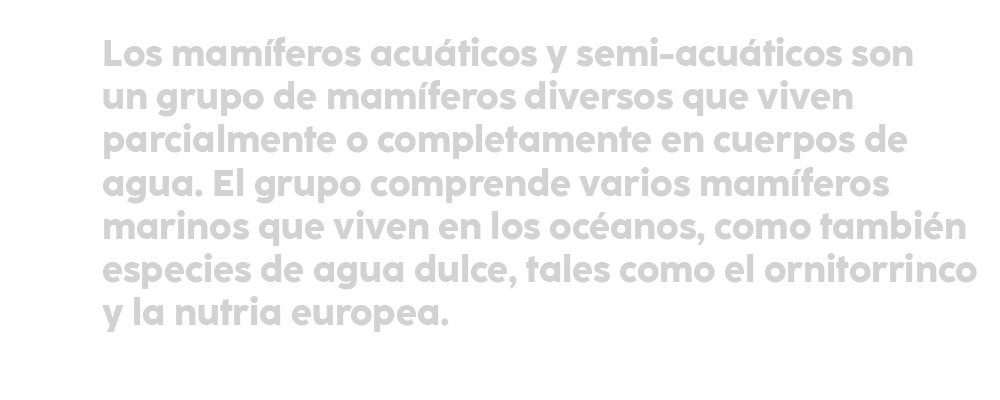 Los mamíferos acuáticos y semi-acuáticos son
un grupo de mamíferos diversos que viven
parcialmente o completamente en cuerpos de
agua. El grupo comprende varios mamíferos
marinos que viven en los océanos, como también
especies de agua dulce, tales como el ornitorrinco
y la nutria europea.